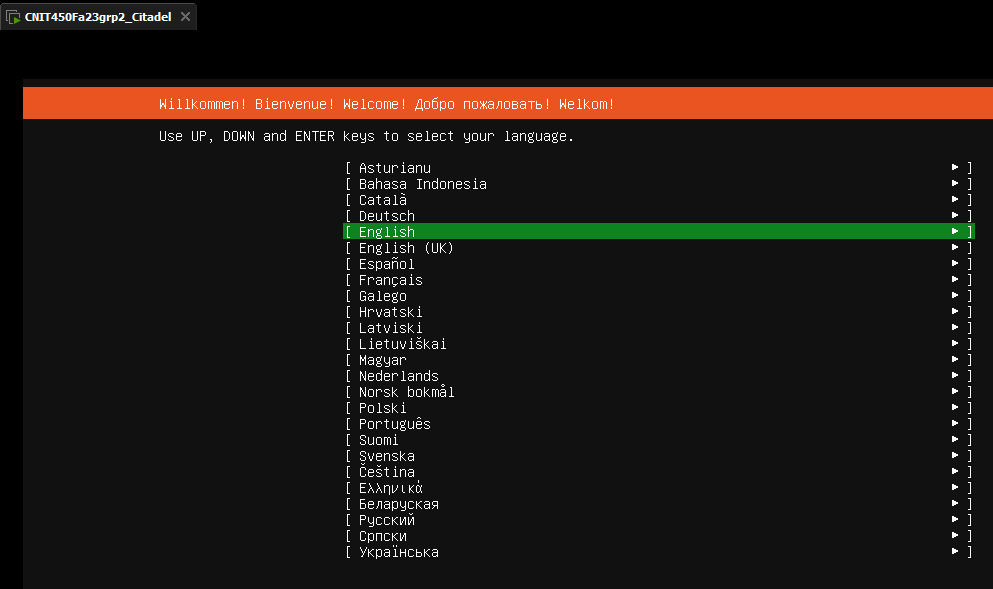 CNIT450Fa23grp2_Citadel
Willkommen! Bienvenue! Welcome! Добро пожаловать! Welkom!
Use UP, DOWN and ENTER keys to select your language.
[ Asturianu ▸ ]
[ Bahasa Indonesia ▸ ]
[ Català ▸ ]
[ Deutsch ▸ ]
[ English ▸ ]
[ English (UK) ▸ ]
[ Español ▸ ]
[ Français ▸ ]
[ Galego ▸ ]
[ Hrvatski ▸ ]
[ Latviski ▸ ]
[ Lietuviškai ▸ ]
[ Magyar ▸ ]
[ Nederlands ▸ ]
[ Norsk bokmål ▸ ]
[ Polski ▸ ]
[ Português ▸ ]
[ Suomi ▸ ]
[ Svenska ▸ ]
[ Čeština ▸ ]
[ Ελληνικά ▸ ]
[ Беларуская ▸ ]
[ Русский ▸ ]
[ Српски ▸ ]
[ Українська ▸ ]